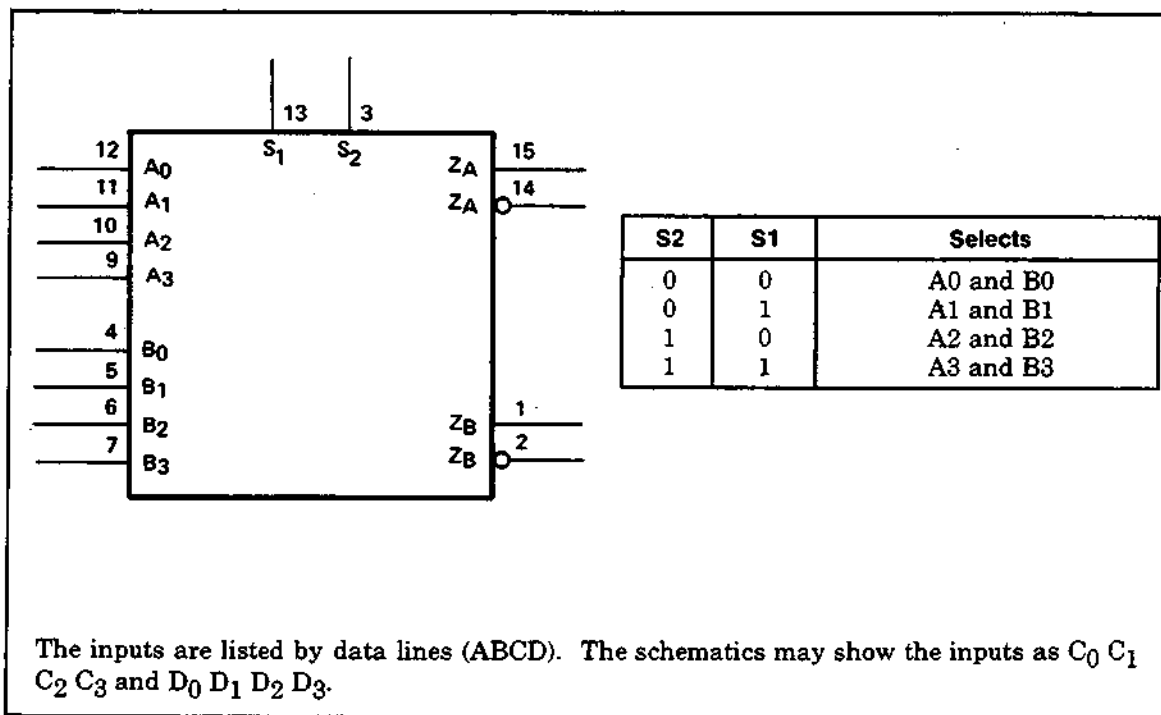 13 3
S1 S2
12 A0 ZA 15
11 A1 ZA 14
10 A2
9 A3
4 B0
5 B1
6 B2 ZB 1
7 B3 ZB 2
S2 S1 Selects
0 0 A0 and B0
0 1 A1 and B1
1 0 A2 and B2
1 1 A3 and B3
The inputs are listed by data lines (ABCD). The schematics may show the inputs as C0 C1
C2 C3 and D0 D1 D2 D3.